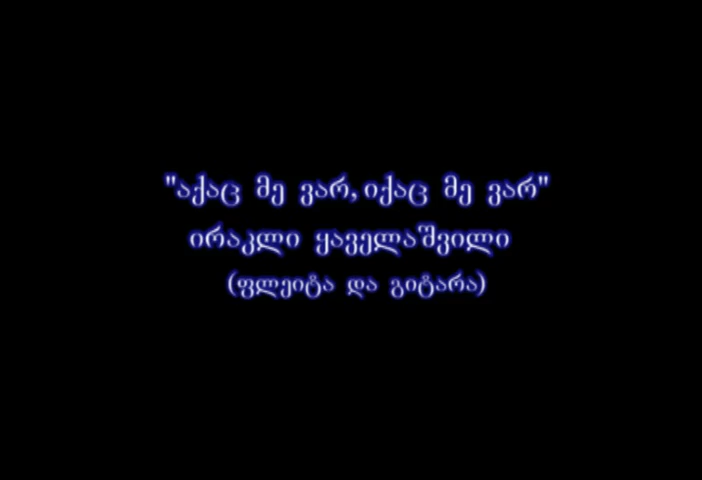 "აქაც მე ვარ, იქაც მე ვარ"
ირაკლი ყაველაშვილი
(ფლეიტა და გიტარა)